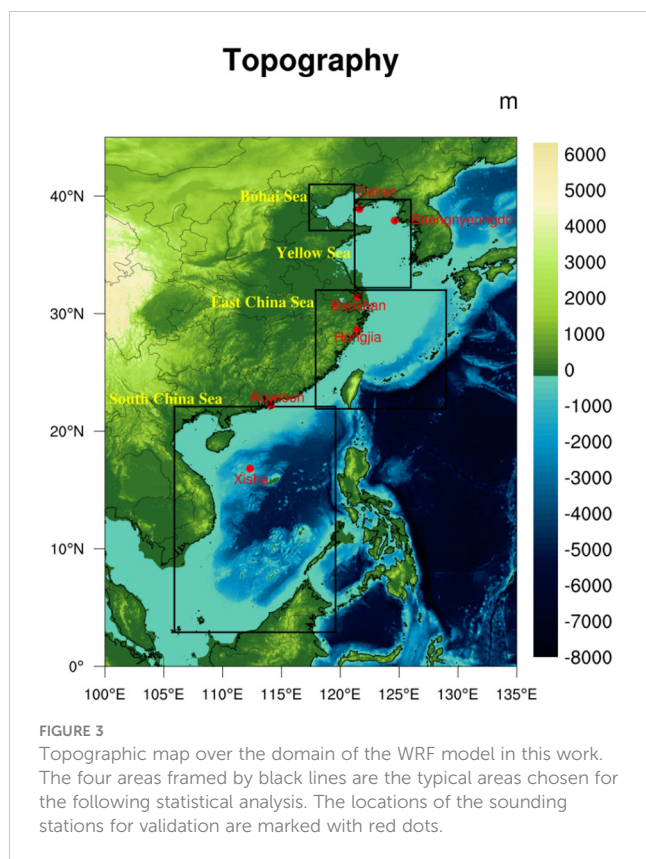 Topography
m
40°N
30°N
20°N
10°N
0°
100°E 105°E 110°E 115°E 120°E 125°E 130°E 135°E
6000
5000
4000
3000
2000
1000
0
-1000
-2000
-3000
-4000
-5000
-6000
-7000
-8000
Bohai Sea
Dalian
Baengnyeongdo
Yellow Sea
East China Sea
Baoshan
Hongjia
South China Sea
Kowloon
Xisha
FIGURE 3
Topographic map over the domain of the WRF model in this work.
The four areas framed by black lines are the typical areas chosen for
the following statistical analysis. The locations of the sounding
stations for validation are marked with red dots.